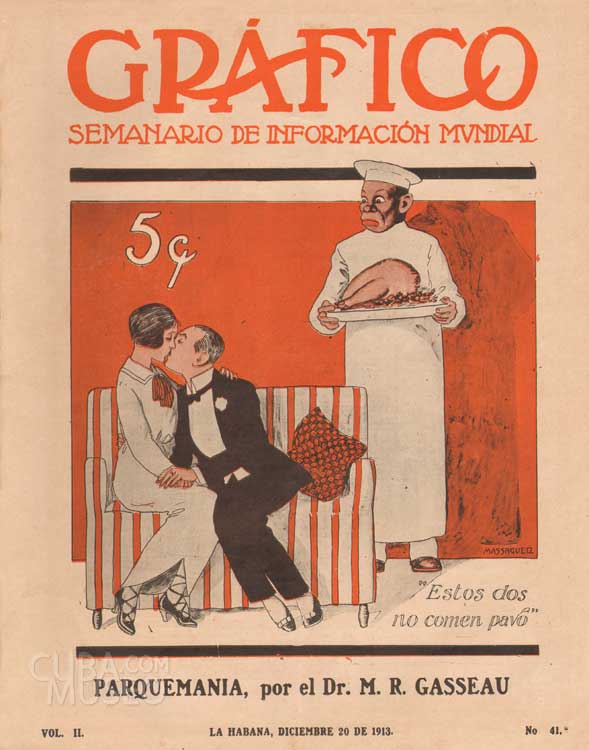 GRÁFICO
SEMANARIO DE INFORMACIÓN MVNDIAL
5¢
MASSAGUER
"Estos dos
no comen pavo"
CUBA.com
MUSEO
PARQUEMANIA, por el Dr. M. R. GASSEAU
VOL. II. LA HABANA, DICIEMBRE 20 DE 1913. No 41.